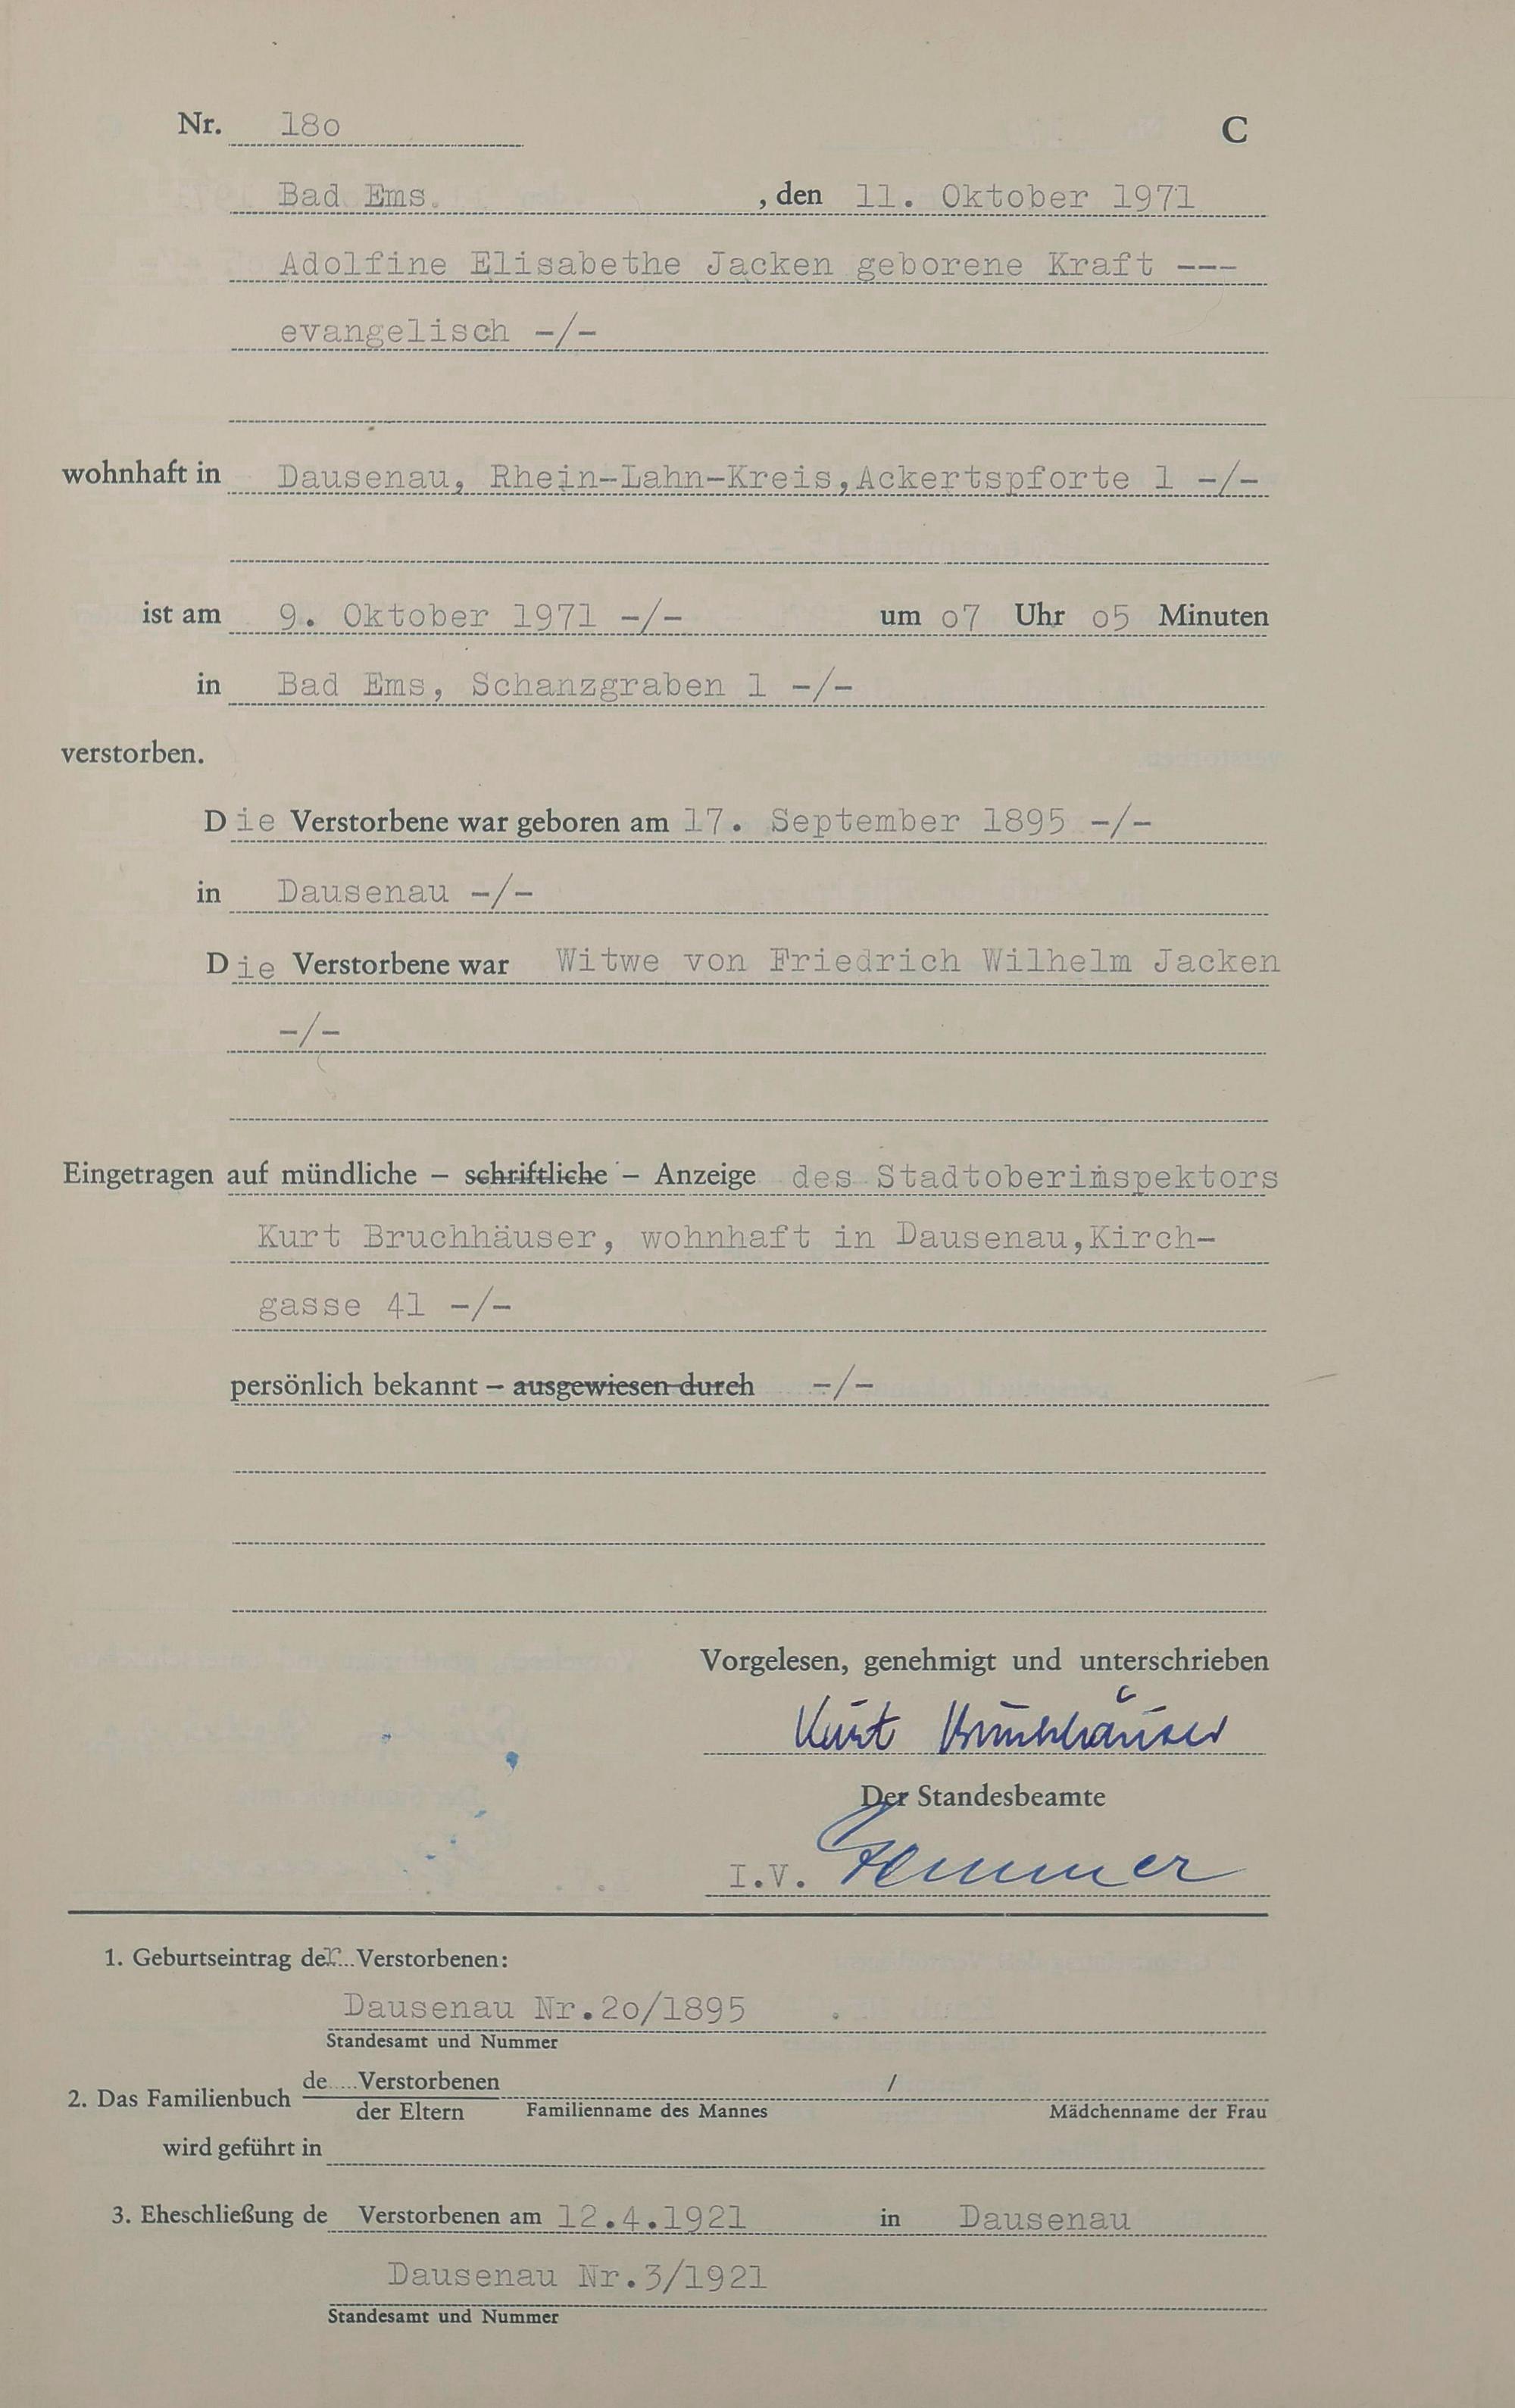 Nr. 18o C
Bad Ems, den 11. Oktober 1971
Adolfine Elisabethe Jacken geborene Kraft ---
evangelisch -/-
wohnhaft in Dausenau, Rhein-Lahn-Kreis,Ackertspforte 1 -/-
ist am 9. Oktober 1971 -/- um o7 Uhr o5 Minuten
in Bad Ems, Schanzgraben 1 -/-
verstorben.
Die Verstorbene war geboren am 17. September 1895 -/-
in Dausenau -/-
Die Verstorbene war Witwe von Friedrich Wilhelm Jacken
-/-
Eingetragen auf mündliche – schriftliche – Anzeige des Stadtoberinspektors
Kurt Bruchhäuser, wohnhaft in Dausenau,Kirch-
gasse 41 -/-
persönlich bekannt – ausgewiesen durch -/-
Vorgelesen, genehmigt und unterschrieben
Kurt Bruchhäuser
Der Standesbeamte
I.V.
1. Geburtseintrag der Verstorbenen:
Dausenau Nr.2o/1895
Standesamt und Nummer
2. Das Familienbuch de Verstorbenen /
der Eltern Familienname des Mannes Mädchenname der Frau
wird geführt in
3. Eheschließung de Verstorbenen am 12.4.1921 in Dausenau
Dausenau Nr.3/1921
Standesamt und Nummer